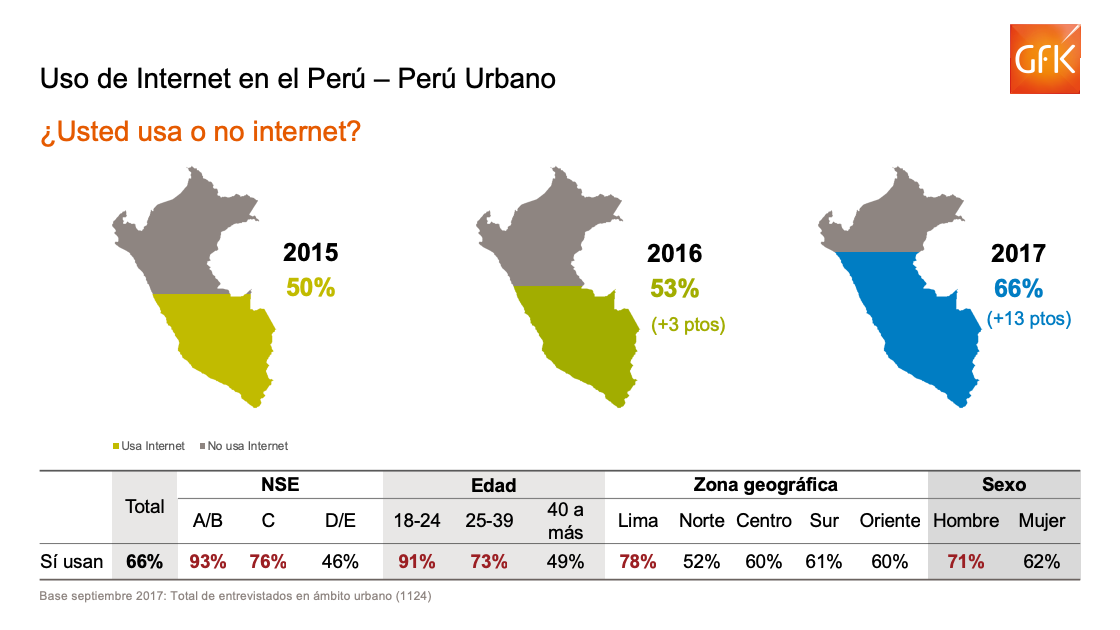 GfK
Uso de Internet en el Perú – Perú Urbano
¿Usted usa o no internet?
2015
50%
2016
53%
(+3 ptos)
2017
66%
(+13 ptos)
Usa Internet No usa Internet
Total NSE Edad Zona geográfica Sexo
A/B C D/E 18-24 25-39 40 a más Lima Norte Centro Sur Oriente Hombre Mujer
Sí usan 66% 93% 76% 46% 91% 73% 49% 78% 52% 60% 61% 60% 71% 62%
Base septiembre 2017: Total de entrevistados en ámbito urbano (1124)